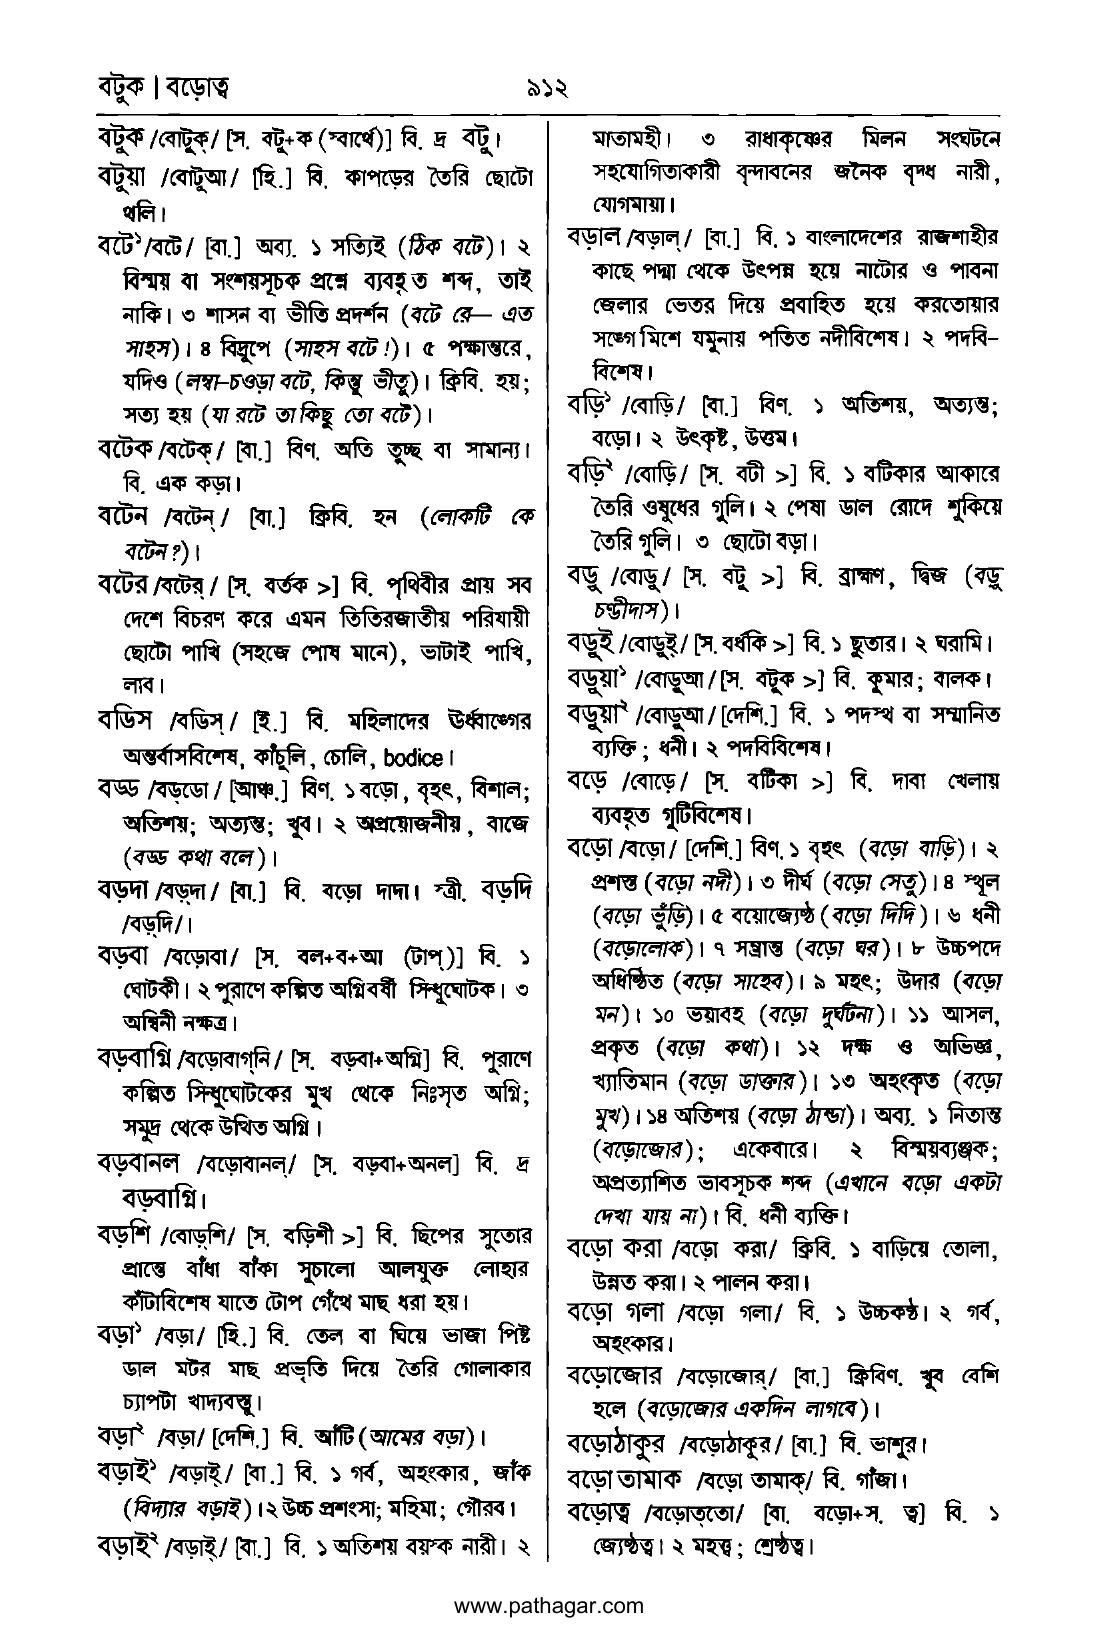 বটুক | বড়োত্ব
৯১২
বটুক /বোটুক্/ [স. বটু+ক (স্বার্থে)] বি. দ্র বটু।
বটুয়া /বোটুআ/ [হি.] বি. কাপড়ের তৈরি ছোটো
থলি।
বটে১/বটে/ [বা.] অব্য. ১ সত্যিই (ঠিক বটে)। ২
বিস্ময় বা সংশয়সূচক প্রশ্নে ব্যবহৃত শব্দ, তাই
নাকি। ৩ শাসন বা ভীতি প্রদর্শন (বটে রে— এত
সাহস)। ৪ বিদ্রূপে (সাহস বটে!)। ৫ পক্ষান্তরে,
যদিও (লম্বা-চওড়া বটে, কিন্তু ভীতু)। ক্রিবি. হয়;
সত্য হয় (যা রটে তা কিছু তো বটে)।
বটেক /বটেক্/ [বা.] বিণ. অতি তুচ্ছ বা সামান্য।
বি. এক কড়া।
বটেন /বটেন্/ [বা.] ক্রিবি. হন (লোকটি কে
বটেন?)।
বটের /বটের্/ [স. বর্তক >] বি. পৃথিবীর প্রায় সব
দেশে বিচরণ করে এমন তিতিরজাতীয় পরিযায়ী
ছোটো পাখি (সহজে পোষ মানে), ভাটাই পাখি,
লাব।
বডিস /বডিস্/ [ই.] বি. মহিলাদের ঊর্ধ্বাঙ্গের
অন্তর্বাসবিশেষ, কাঁচুলি, চোলি, bodice।
বড্ড /বড্‌ডো/ [আঞ্চ.] বিণ. ১ বড়ো, বৃহৎ, বিশাল;
অতিশয়; অত্যন্ত; খুব। ২ অপ্রয়োজনীয়, বাজে
(বড্ড কথা বলে)।
বড়দা /বড়্‌দা/ [বা.] বি. বড়ো দাদা। স্ত্রী. বড়দি
/বড়্‌দি/।
বড়বা /বড়োবা/ [স. বল+ব+আ (টাপ্)] বি. ১
ঘোটকী। ২ পুরাণে কল্পিত অগ্নিবর্ষী সিন্ধুঘোটক। ৩
অশ্বিনী নক্ষত্র।
বড়বাগ্নি /বড়োবাগ্‌নি/ [স. বড়বা+অগ্নি] বি. পুরাণে
কল্পিত সিন্ধুঘোটকের মুখ থেকে নিঃসৃত অগ্নি;
সমুদ্র থেকে উত্থিত অগ্নি।
বড়বানল /বড়োবানল্/ [স. বড়বা+অনল] বি. দ্র
বড়বাগ্নি।
বড়শি /বোড়্‌শি/ [স. বড়িশী >] বি. ছিপের সুতোর
প্রান্তে বাঁধা বাঁকা সুচালো আলযুক্ত লোহার
কাঁটাবিশেষ যাতে টোপ গেঁথে মাছ ধরা হয়।
বড়া১ /বড়া/ [হি.] বি. তেল বা ঘিয়ে ভাজা পিষ্ট
ডাল মটর মাছ প্রভৃতি দিয়ে তৈরি গোলাকার
চ্যাপটা খাদ্যবস্তু।
বড়া২ /বড়া/ [দেশি.] বি. আঁটি (আমের বড়া)।
বড়াই১ /বড়াই্/ [বা.] বি. ১ গর্ব, অহংকার, জাঁক
(বিদ্যার বড়াই)। ২ উচ্চ প্রশংসা; মহিমা; গৌরব।
বড়াই২ /বড়াই্/ [বা.] বি. ১ অতিশয় বয়স্ক নারী। ২
মাতামহী। ৩ রাধাকৃষ্ণের মিলন সংঘটনে
সহযোগিতাকারী বৃন্দাবনের জনৈক বৃদ্ধ নারী,
যোগমায়া।
বড়াল /বড়াল্/ [বা.] বি. ১ বাংলাদেশের রাজশাহীর
কাছে পদ্মা থেকে উৎপন্ন হয়ে নাটোর ও পাবনা
জেলার ভেতর দিয়ে প্রবাহিত হয়ে করতোয়ার
সঙ্গে মিশে যমুনায় পতিত নদীবিশেষ। ২ পদবি-
বিশেষ।
বড়ি১ /বোড়ি/ [বা.] বিণ. ১ অতিশয়, অত্যন্ত;
বড়ো। ২ উৎকৃষ্ট, উত্তম।
বড়ি২ /বোড়ি/ [স. বটী >] বি. ১ বটিকার আকারে
তৈরি ওষুধের গুলি। ২ পেষা ডাল রোদে শুকিয়ে
তৈরি গুলি। ৩ ছোটো বড়া।
বড়ু /বোড়ু/ [স. বটু >] বি. ব্রাহ্মণ, দ্বিজ (বড়ু
চণ্ডীদাস)।
বড়ুই /বোড়ুই্/ [স. বর্ধকি >] বি. ১ ছুতার। ২ ঘরামি।
বড়ুয়া১ /বোড়ুআ/ [স. বটুক >] বি. কুমার; বালক।
বড়ুয়া২ /বোড়ুআ/ [দেশি.] বি. ১ পদস্থ বা সম্মানিত
ব্যক্তি; ধনী। ২ পদবিবিশেষ।
বড়ে /বোড়ে/ [স. বটিকা >] বি. দাবা খেলায়
ব্যবহৃত গুটিবিশেষ।
বড়ো /বড়ো/ [দেশি.] বিণ. ১ বৃহৎ (বড়ো বাড়ি)। ২
প্রশস্ত (বড়ো নদী)। ৩ দীর্ঘ (বড়ো সেতু)। ৪ স্থূল
(বড়ো ভুঁড়ি)। ৫ বয়োজ্যেষ্ঠ (বড়ো দিদি)। ৬ ধনী
(বড়োলোক)। ৭ সম্ভ্রান্ত (বড়ো ঘর)। ৮ উচ্চপদে
অধিষ্ঠিত (বড়ো সাহেব)। ৯ মহৎ; উদার (বড়ো
মন)। ১০ ভয়াবহ (বড়ো দুর্ঘটনা)। ১১ আসল,
প্রকৃত (বড়ো কথা)। ১২ দক্ষ ও অভিজ্ঞ,
খ্যাতিমান (বড়ো ডাক্তার)। ১৩ অহংকৃত (বড়ো
মুখ)। ১৪ অতিশয় (বড়ো ঠান্ডা)। অব্য. ১ নিতান্ত
(বড়োজোর); একেবারে। ২ বিস্ময়ব্যঞ্জক;
অপ্রত্যাশিত ভাবসূচক শব্দ (এখানে বড়ো একটা
দেখা যায় না)। বি. ধনী ব্যক্তি।
বড়ো করা /বড়ো করা/ ক্রিবি. ১ বাড়িয়ে তোলা,
উন্নত করা। ২ পালন করা।
বড়ো গলা /বড়ো গলা/ বি. ১ উচ্চকণ্ঠ। ২ গর্ব,
অহংকার।
বড়োজোর /বড়োজোর্/ [বা.] ক্রিবিণ. খুব বেশি
হলে (বড়োজোর একদিন লাগবে)।
বড়োঠাকুর /বড়োঠাকুর্/ [বা.] বি. ভাশুর।
বড়ো তামাক /বড়ো তামাক্/ বি. গাঁজা।
বড়োত্ব /বড়োত্‌তো/ [বা. বড়ো+স. ত্ব] বি. ১
জ্যেষ্ঠত্ব। ২ মহত্ত্ব; শ্রেষ্ঠত্ব।
www.pathagar.com